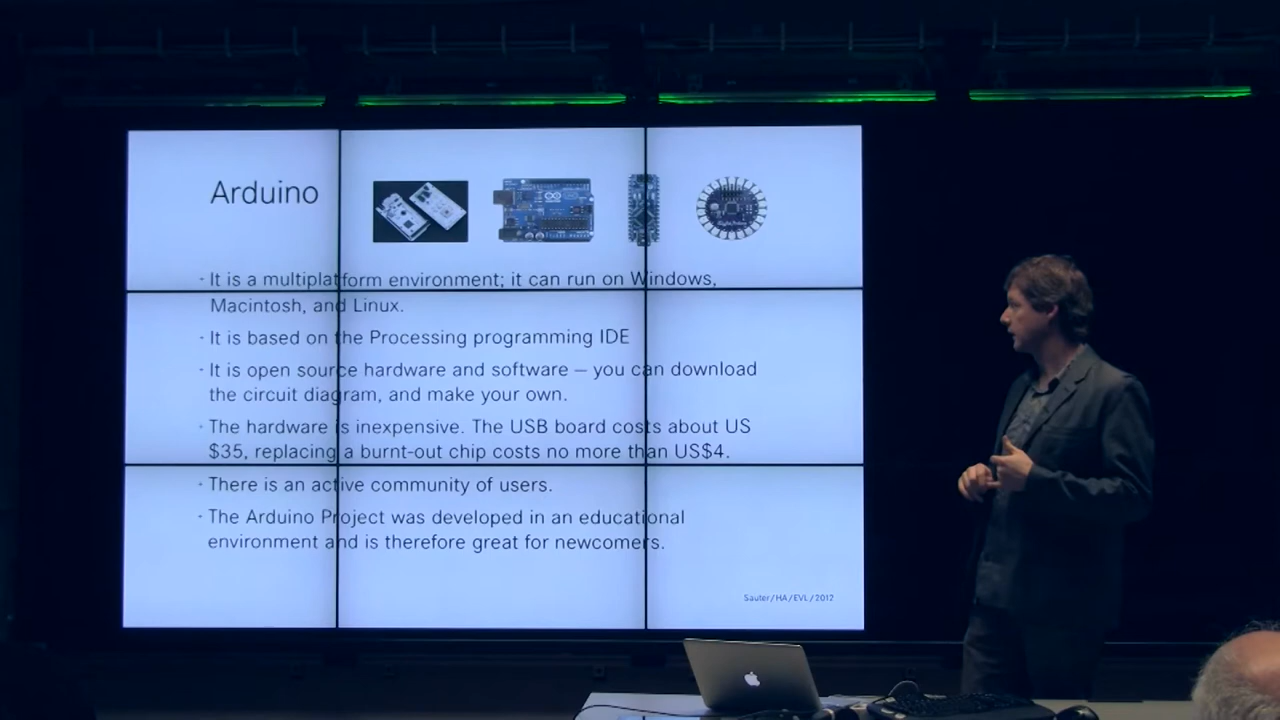 Arduino
- It is a multiplatform environment; it can run on Windows,
Macintosh, and Linux.
- It is based on the Processing programming IDE
- It is open source hardware and software – you can download
the circuit diagram, and make your own.
- The hardware is inexpensive. The USB board costs about US
$35, replacing a burnt-out chip costs no more than US$4.
- There is an active community of users.
- The Arduino Project was developed in an educational
environment and is therefore great for newcomers.
Sauter/HA/EVL/2012